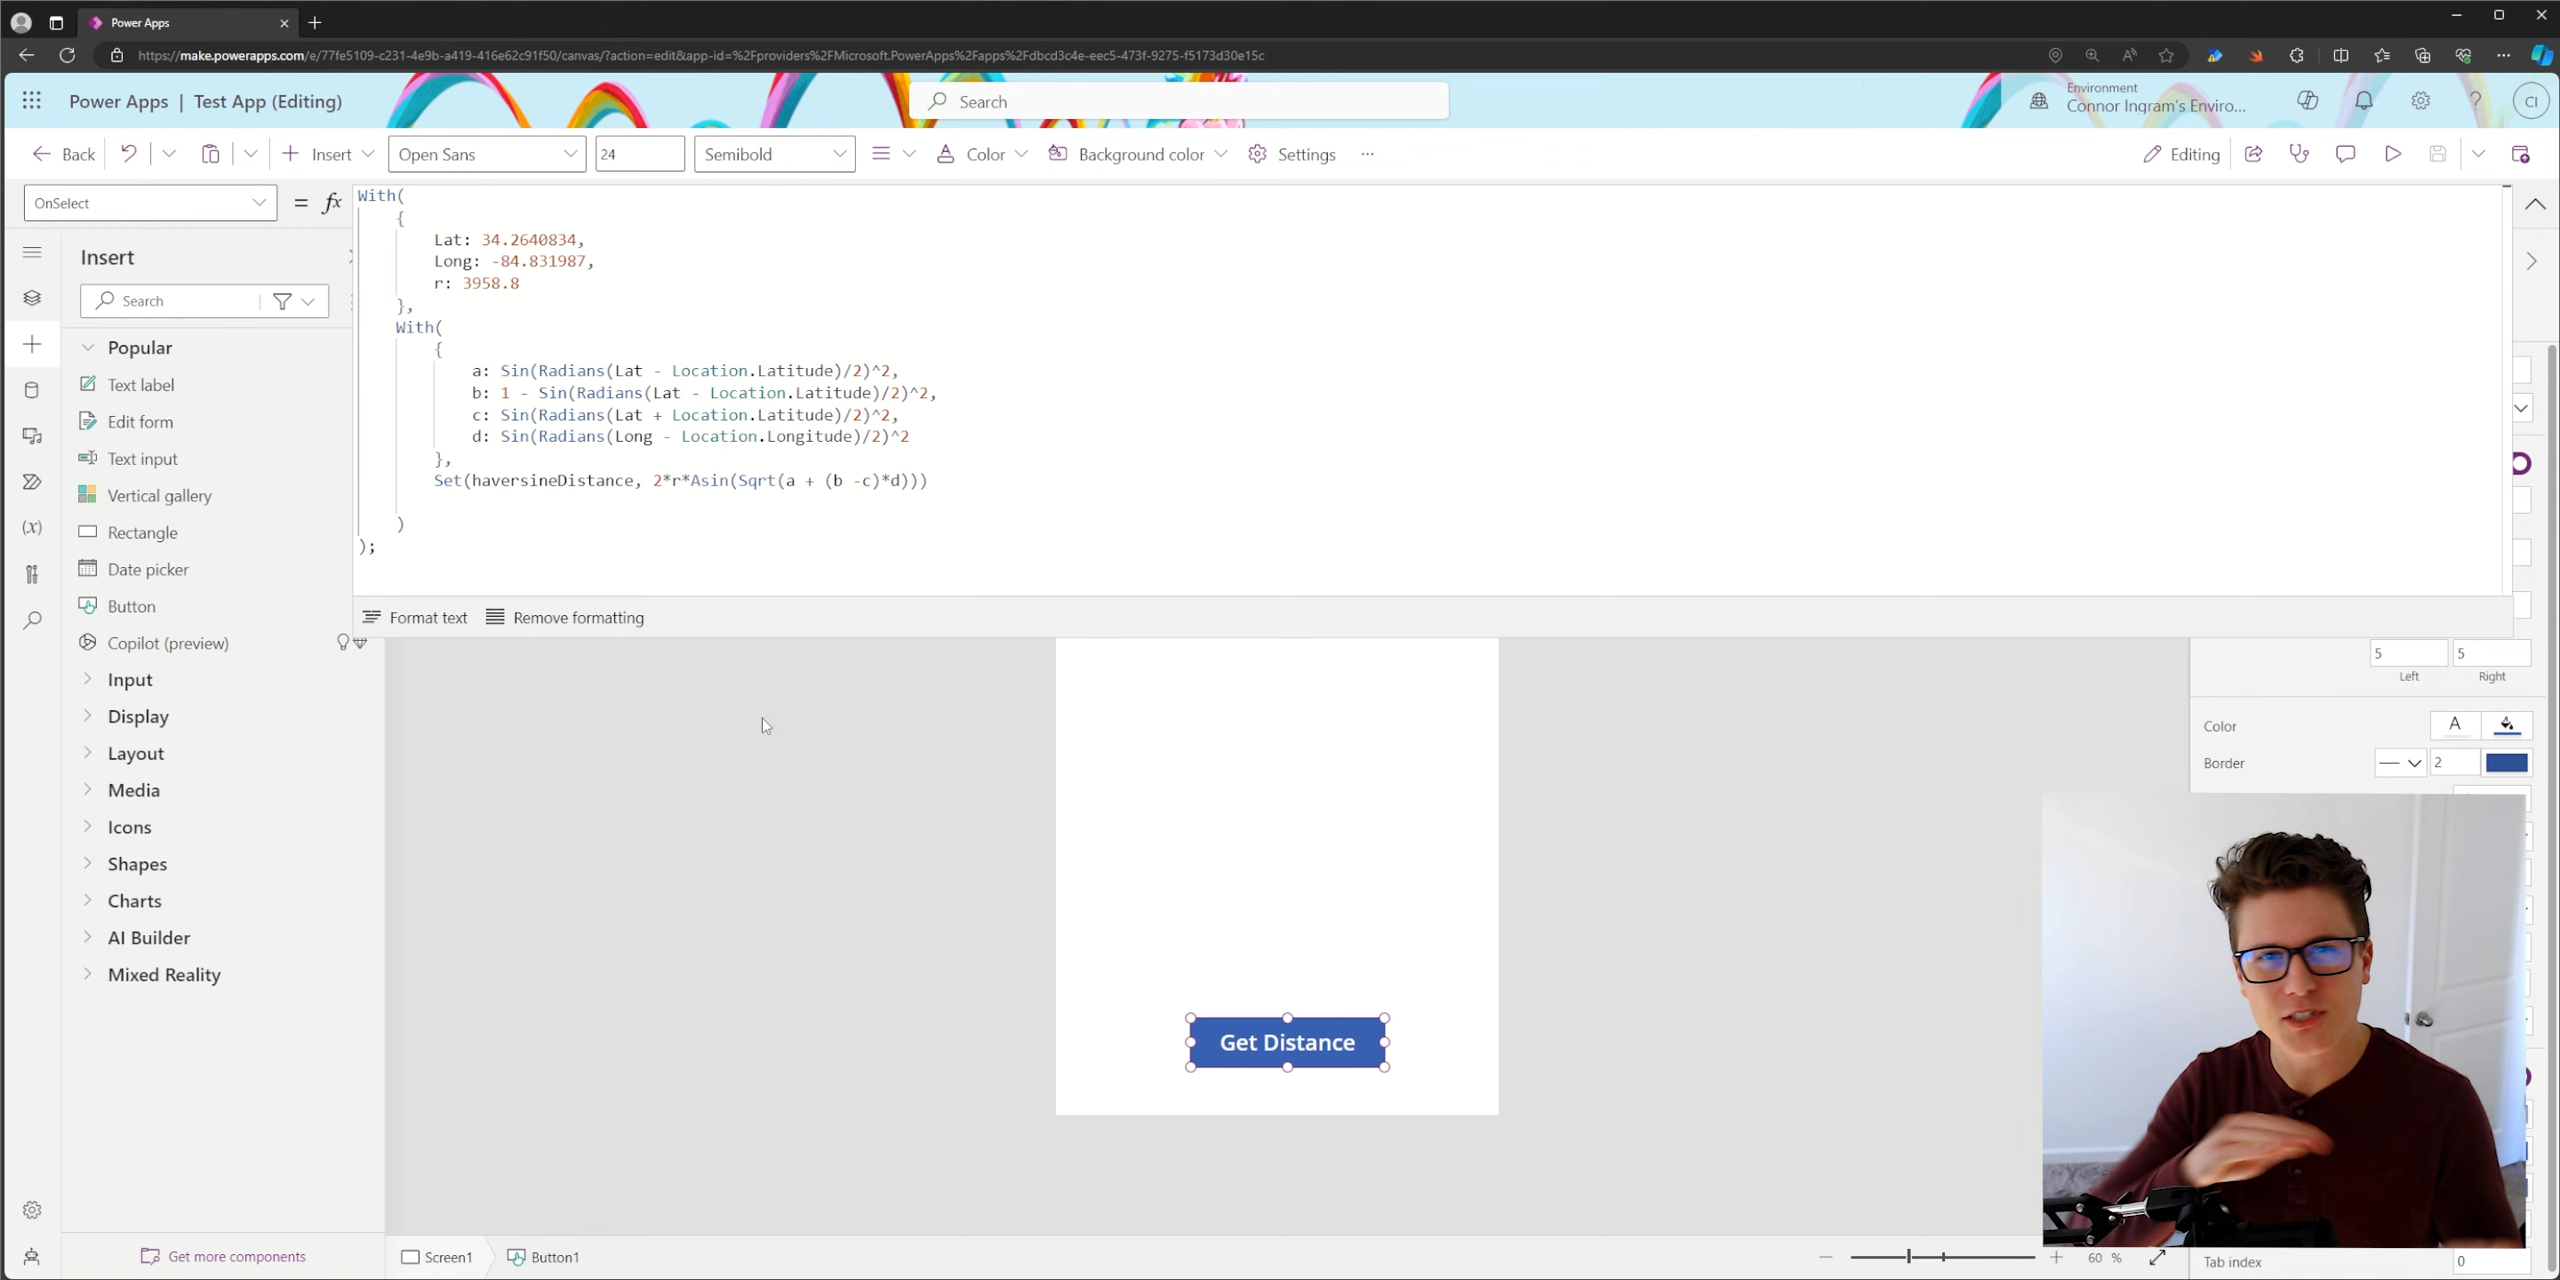 Power Apps
https://make.powerapps.com/e/77fe5109-c231-4e9b-a419-416e62c91f50/canvas/?action=edit&app-id=%2Fproviders%2FMicrosoft.PowerApps%2Fapps%2Fdbcd3c4e-eec5-473f-9275-f5173d30e15c
Power Apps | Test App (Editing)
Search
Environment
Connor Ingram's Enviro...
CI
Back
Insert
Open Sans
24
Semibold
Color
Background color
Settings
...
Editing
OnSelect
= fx
With(
{
Lat: 34.2640834,
Long: -84.831987,
r: 3958.8
},
With(
{
a: Sin(Radians(Lat - Location.Latitude)/2)^2,
b: 1 - Sin(Radians(Lat - Location.Latitude)/2)^2,
c: Sin(Radians(Lat + Location.Latitude)/2)^2,
d: Sin(Radians(Long - Location.Longitude)/2)^2
},
Set(haversineDistance, 2*r*Asin(Sqrt(a + (b -c)*d)))
)
);
Format text
Remove formatting
Insert
Search
Popular
Text label
Edit form
Text input
Vertical gallery
Rectangle
Date picker
Button
Copilot (preview)
Input
Display
Layout
Media
Icons
Shapes
Charts
AI Builder
Mixed Reality
Get more components
Get Distance
5
5
Left
Right
Color
A
Border
2
Screen1
Button1
60 %
Tab index
0